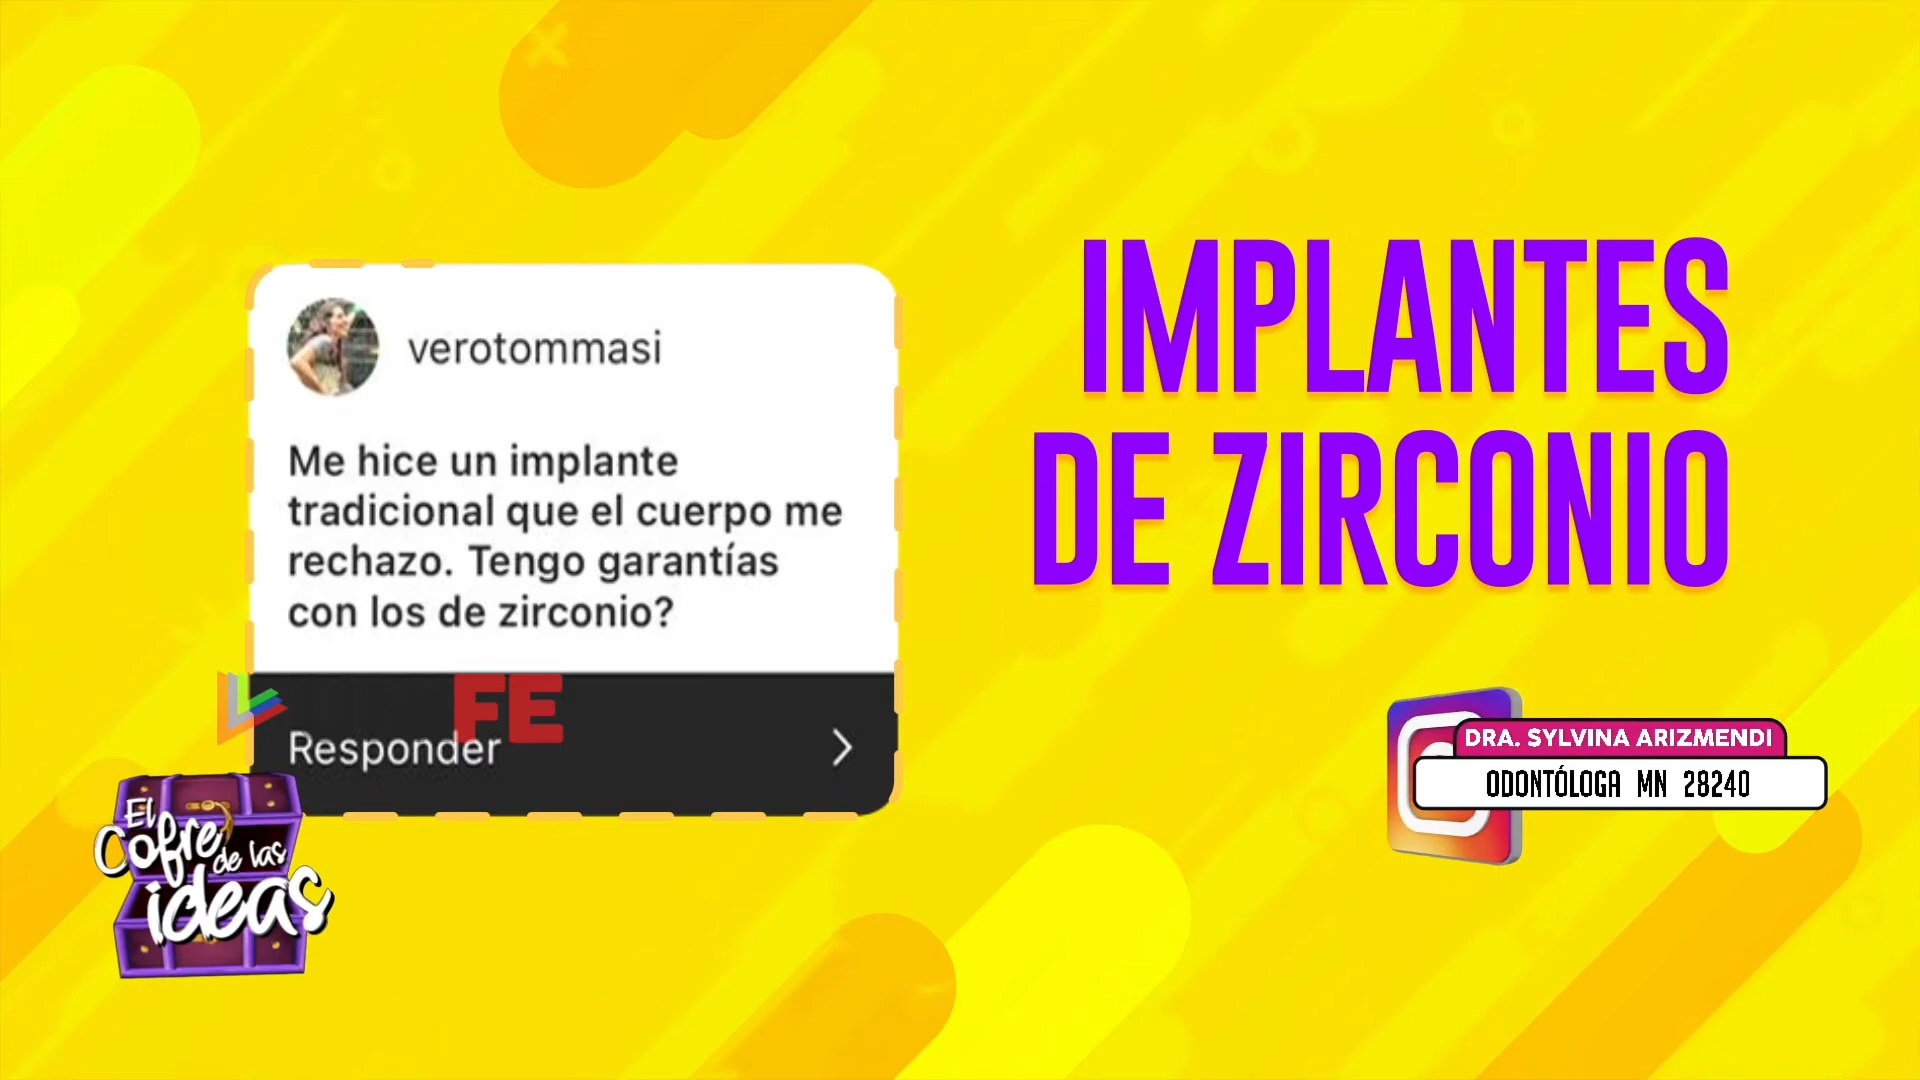 IMPLANTES
DE ZIRCONIO
verotommasi
Me hice un implante
tradicional que el cuerpo me
rechazo. Tengo garantías
con los de zirconio?
FE
Responder
El
Cofre
de las
ideas
DRA. SYLVINA ARIZMENDI
ODONTÓLOGA MN 28240